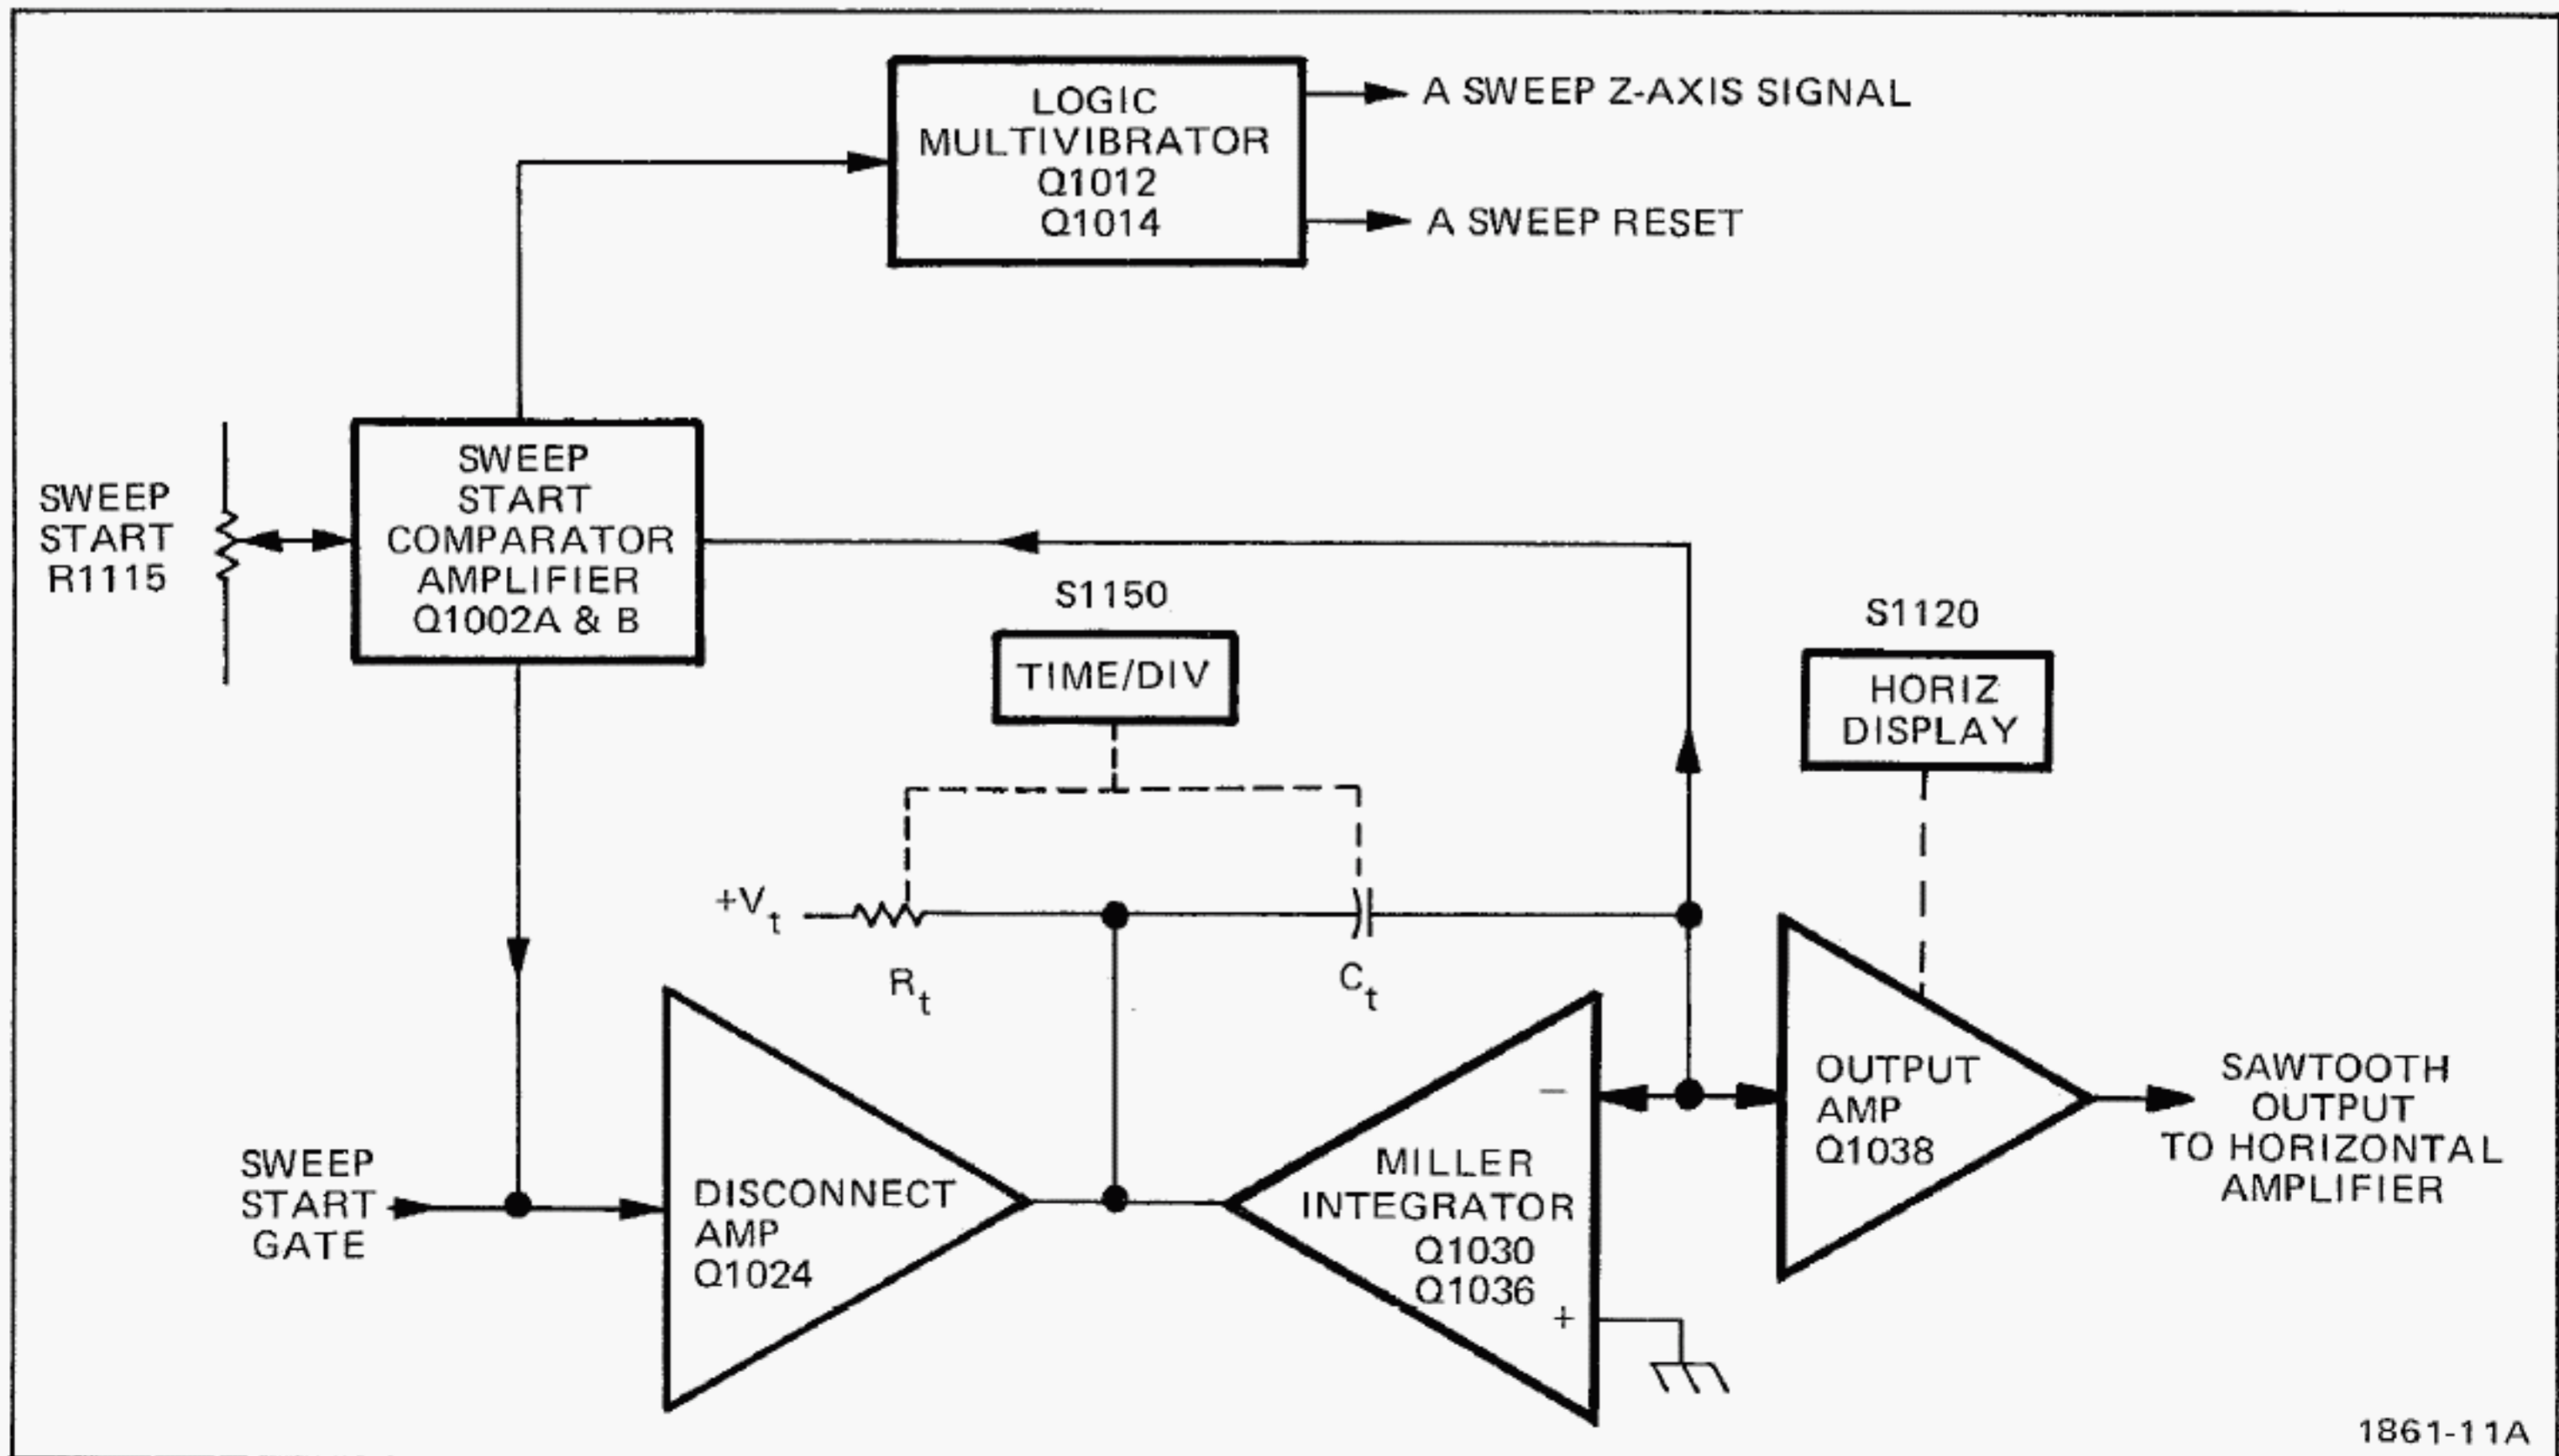 LOGIC
MULTIVIBRATOR
Q1012
Q1014
A SWEEP Z-AXIS SIGNAL
A SWEEP RESET
SWEEP
START
R1115
SWEEP
START
COMPARATOR
AMPLIFIER
Q1002A & B
S1150
TIME/DIV
S1120
HORIZ
DISPLAY
+Vt
Rt
Ct
SWEEP
START
GATE
DISCONNECT
AMP
Q1024
−
MILLER
INTEGRATOR
Q1030
Q1036
+
OUTPUT
AMP
Q1038
SAWTOOTH
OUTPUT
TO HORIZONTAL
AMPLIFIER
1861-11A